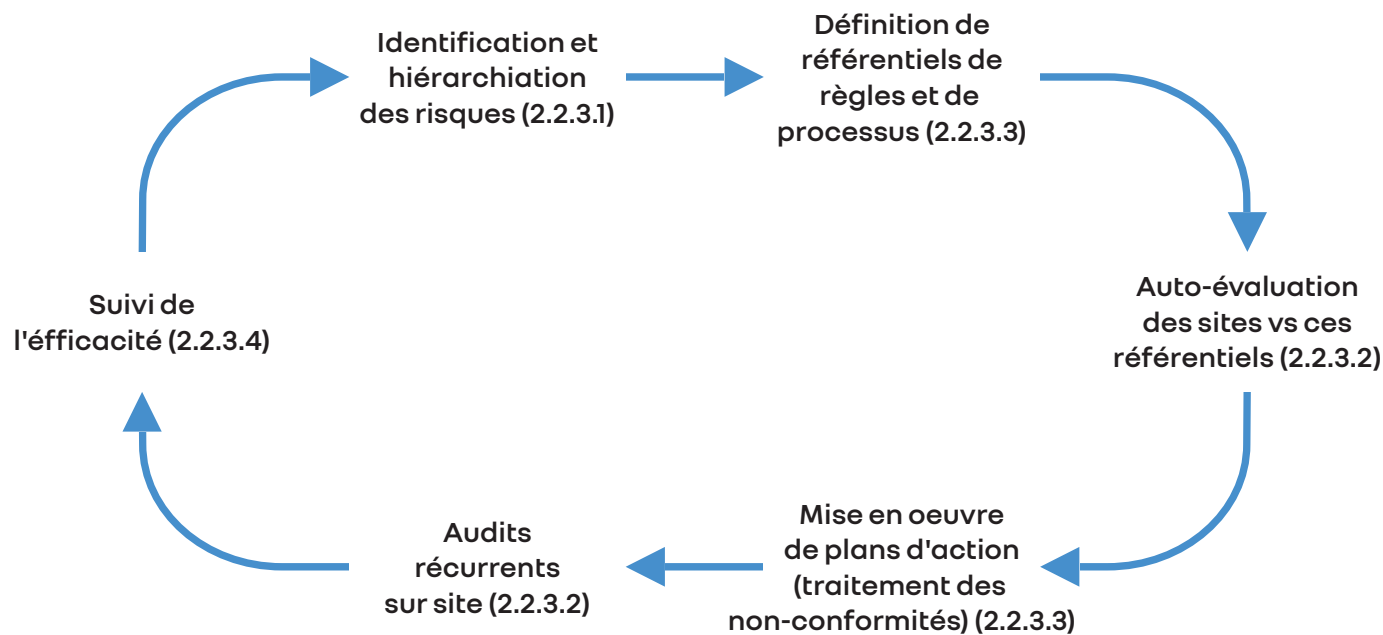 Identification et
hiérarchiation
des risques (2.2.3.1)
Définition de
référentiels de
règles et de
processus (2.2.3.3)
Auto-évaluation
des sites vs ces
référentiels (2.2.3.2)
Mise en oeuvre
de plans d'action
(traitement des
non-conformités) (2.2.3.3)
Audits
récurrents
sur site (2.2.3.2)
Suivi de
l'éfficacité (2.2.3.4)